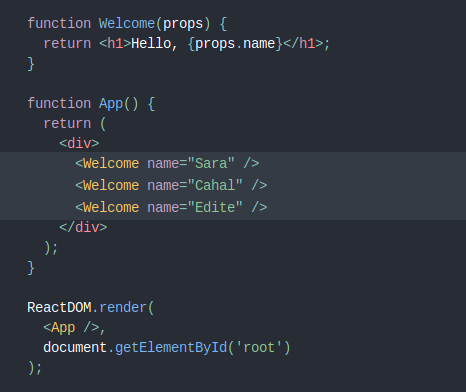 function Welcome(props) {
  return <h1>Hello, {props.name}</h1>;
}

function App() {
  return (
    <div>
      <Welcome name="Sara" />
      <Welcome name="Cahal" />
      <Welcome name="Edite" />
    </div>
  );
}

ReactDOM.render(
  <App />,
  document.getElementById('root')
);